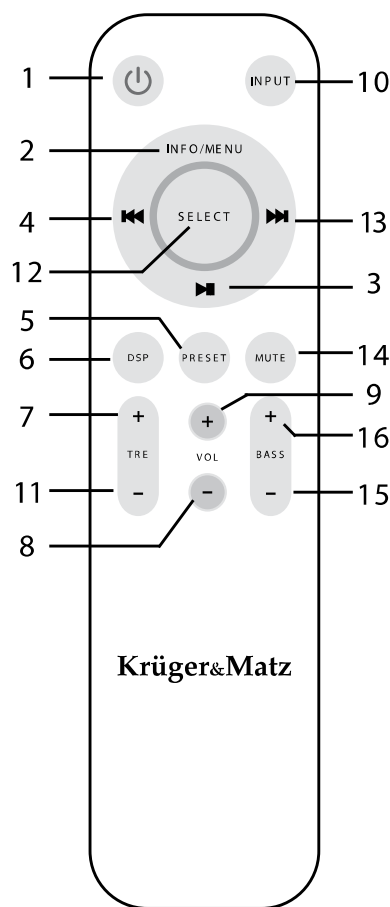 1
INPUT
10
2
INFO/MENU
4
SELECT
13
12
3
5
6
DSP
PRESET
MUTE
14
9
7
+
+
+
16
TRE
VOL
BASS
11
-
-
-
15
8
Krüger&Matz